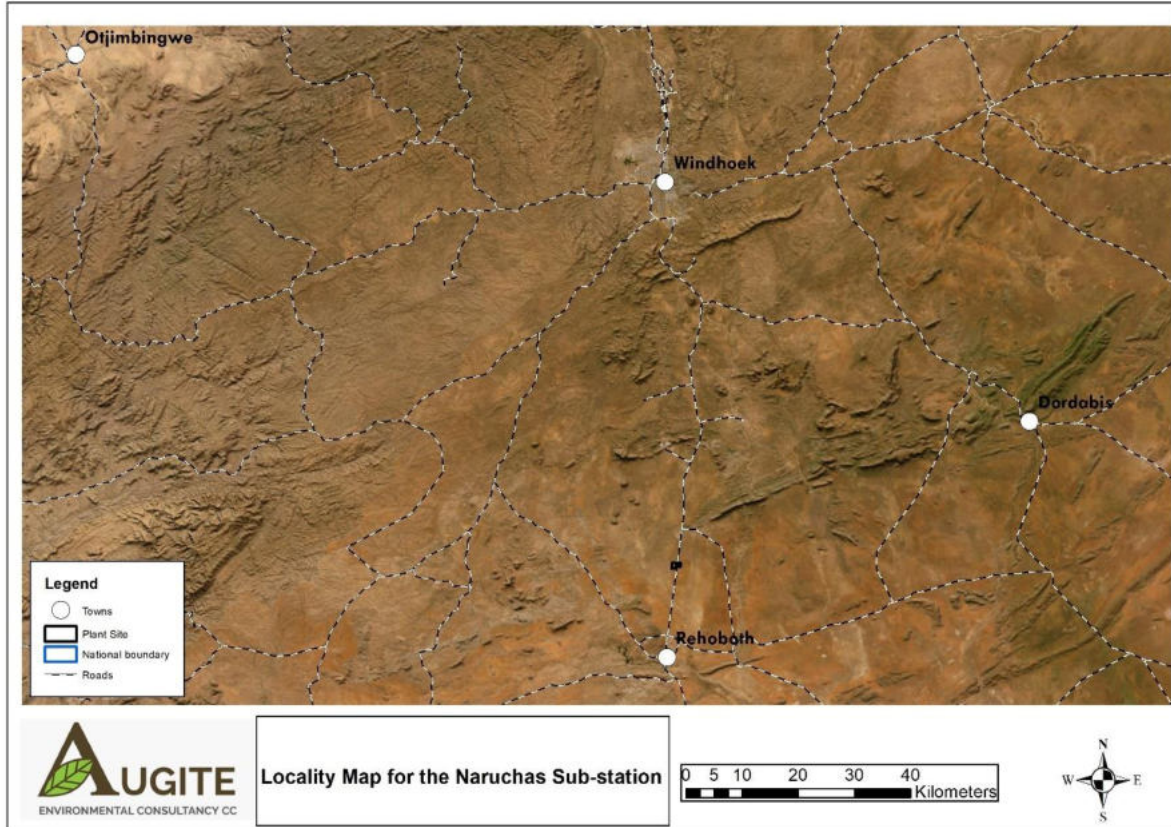 Otjimbingwe
Windhoek
Dordabis
Rehoboth
Legend
Towns
Plant Site
National boundary
Roads
AUGITE
ENVIRONMENTAL CONSULTANCY CC
Locality Map for the Naruchas Sub-station
0 5 10 20 30 40
Kilometers
N
W E
S